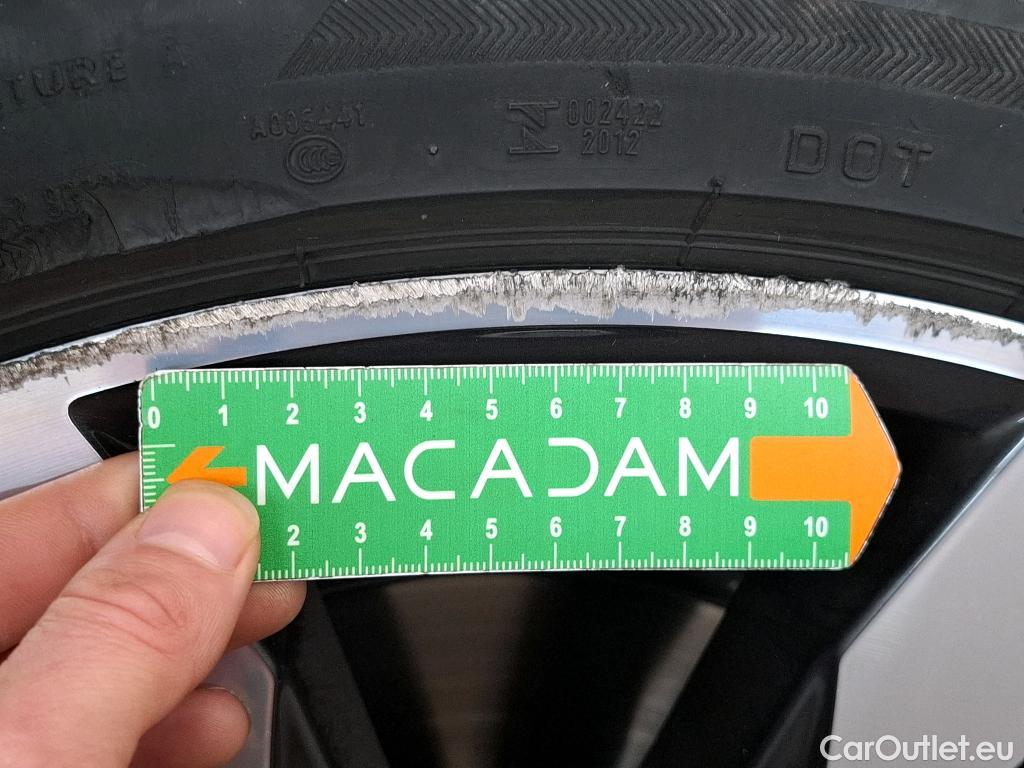 TURE
A005441
CCC
002422
2012
DOT
0 1 2 3 4 5 6 7 8 9 10
MACADAM
2 3 4 5 6 7 8 9 10
CarOutlet.eu